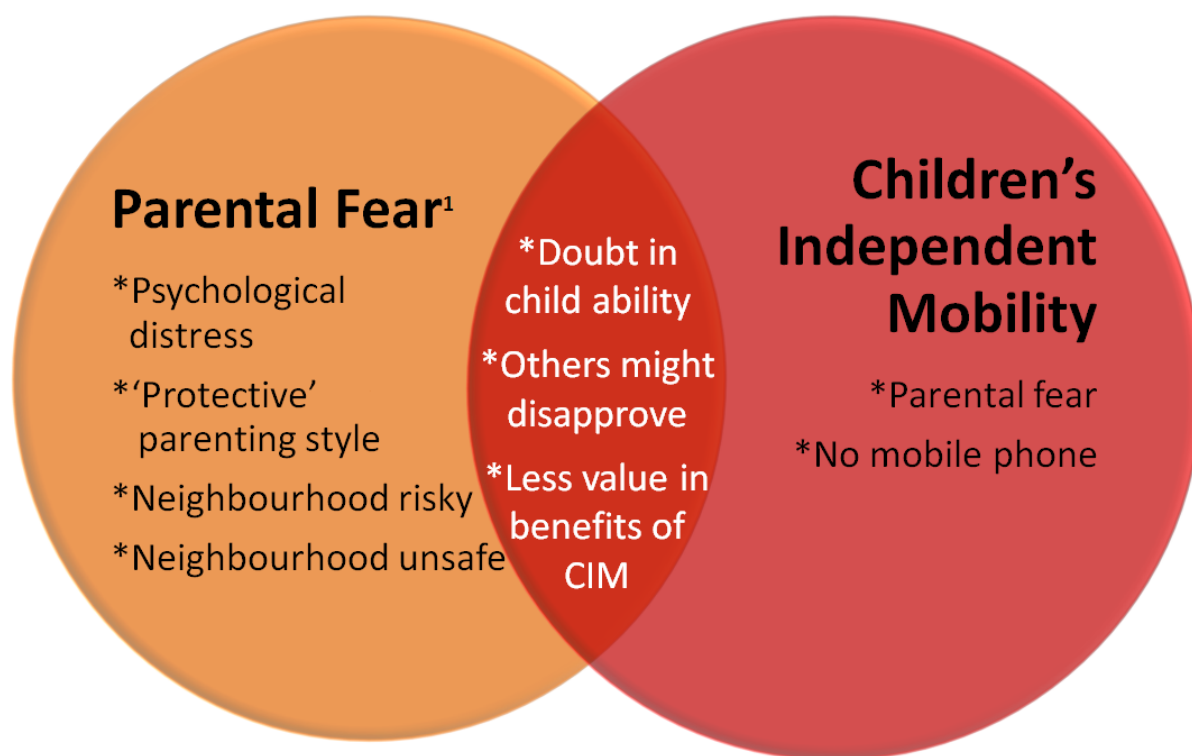 Parental Fear¹
*Psychological
distress
*‘Protective’
parenting style
*Neighbourhood risky
*Neighbourhood unsafe
*Doubt in
child ability
*Others might
disapprove
*Less value in
benefits of
CIM
Children’s
Independent
Mobility
*Parental fear
*No mobile phone